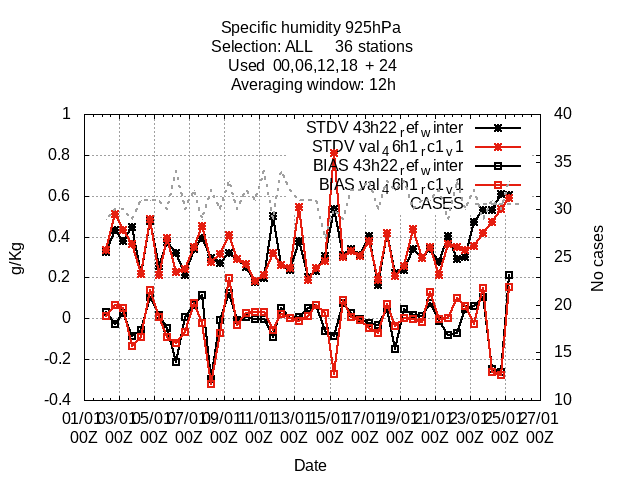 Specific humidity 925hPa
Selection: ALL 36 stations
Used 00,06,12,18 + 24
Averaging window: 12h
1
0.8
0.6
0.4
0.2
0
-0.2
-0.4
40
35
30
25
20
15
10
g/Kg
No cases
STDV 43h22refwinter
STDV val46h1rc1v1
BIAS 43h22refwinter
BIAS val46h1rc1v1
CASES
01/01 03/01 05/01 07/01 09/01 11/01 13/01 15/01 17/01 19/01 21/01 23/01 25/01 27/01
00Z 00Z 00Z 00Z 00Z 00Z 00Z 00Z 00Z 00Z 00Z 00Z 00Z 00Z
Date